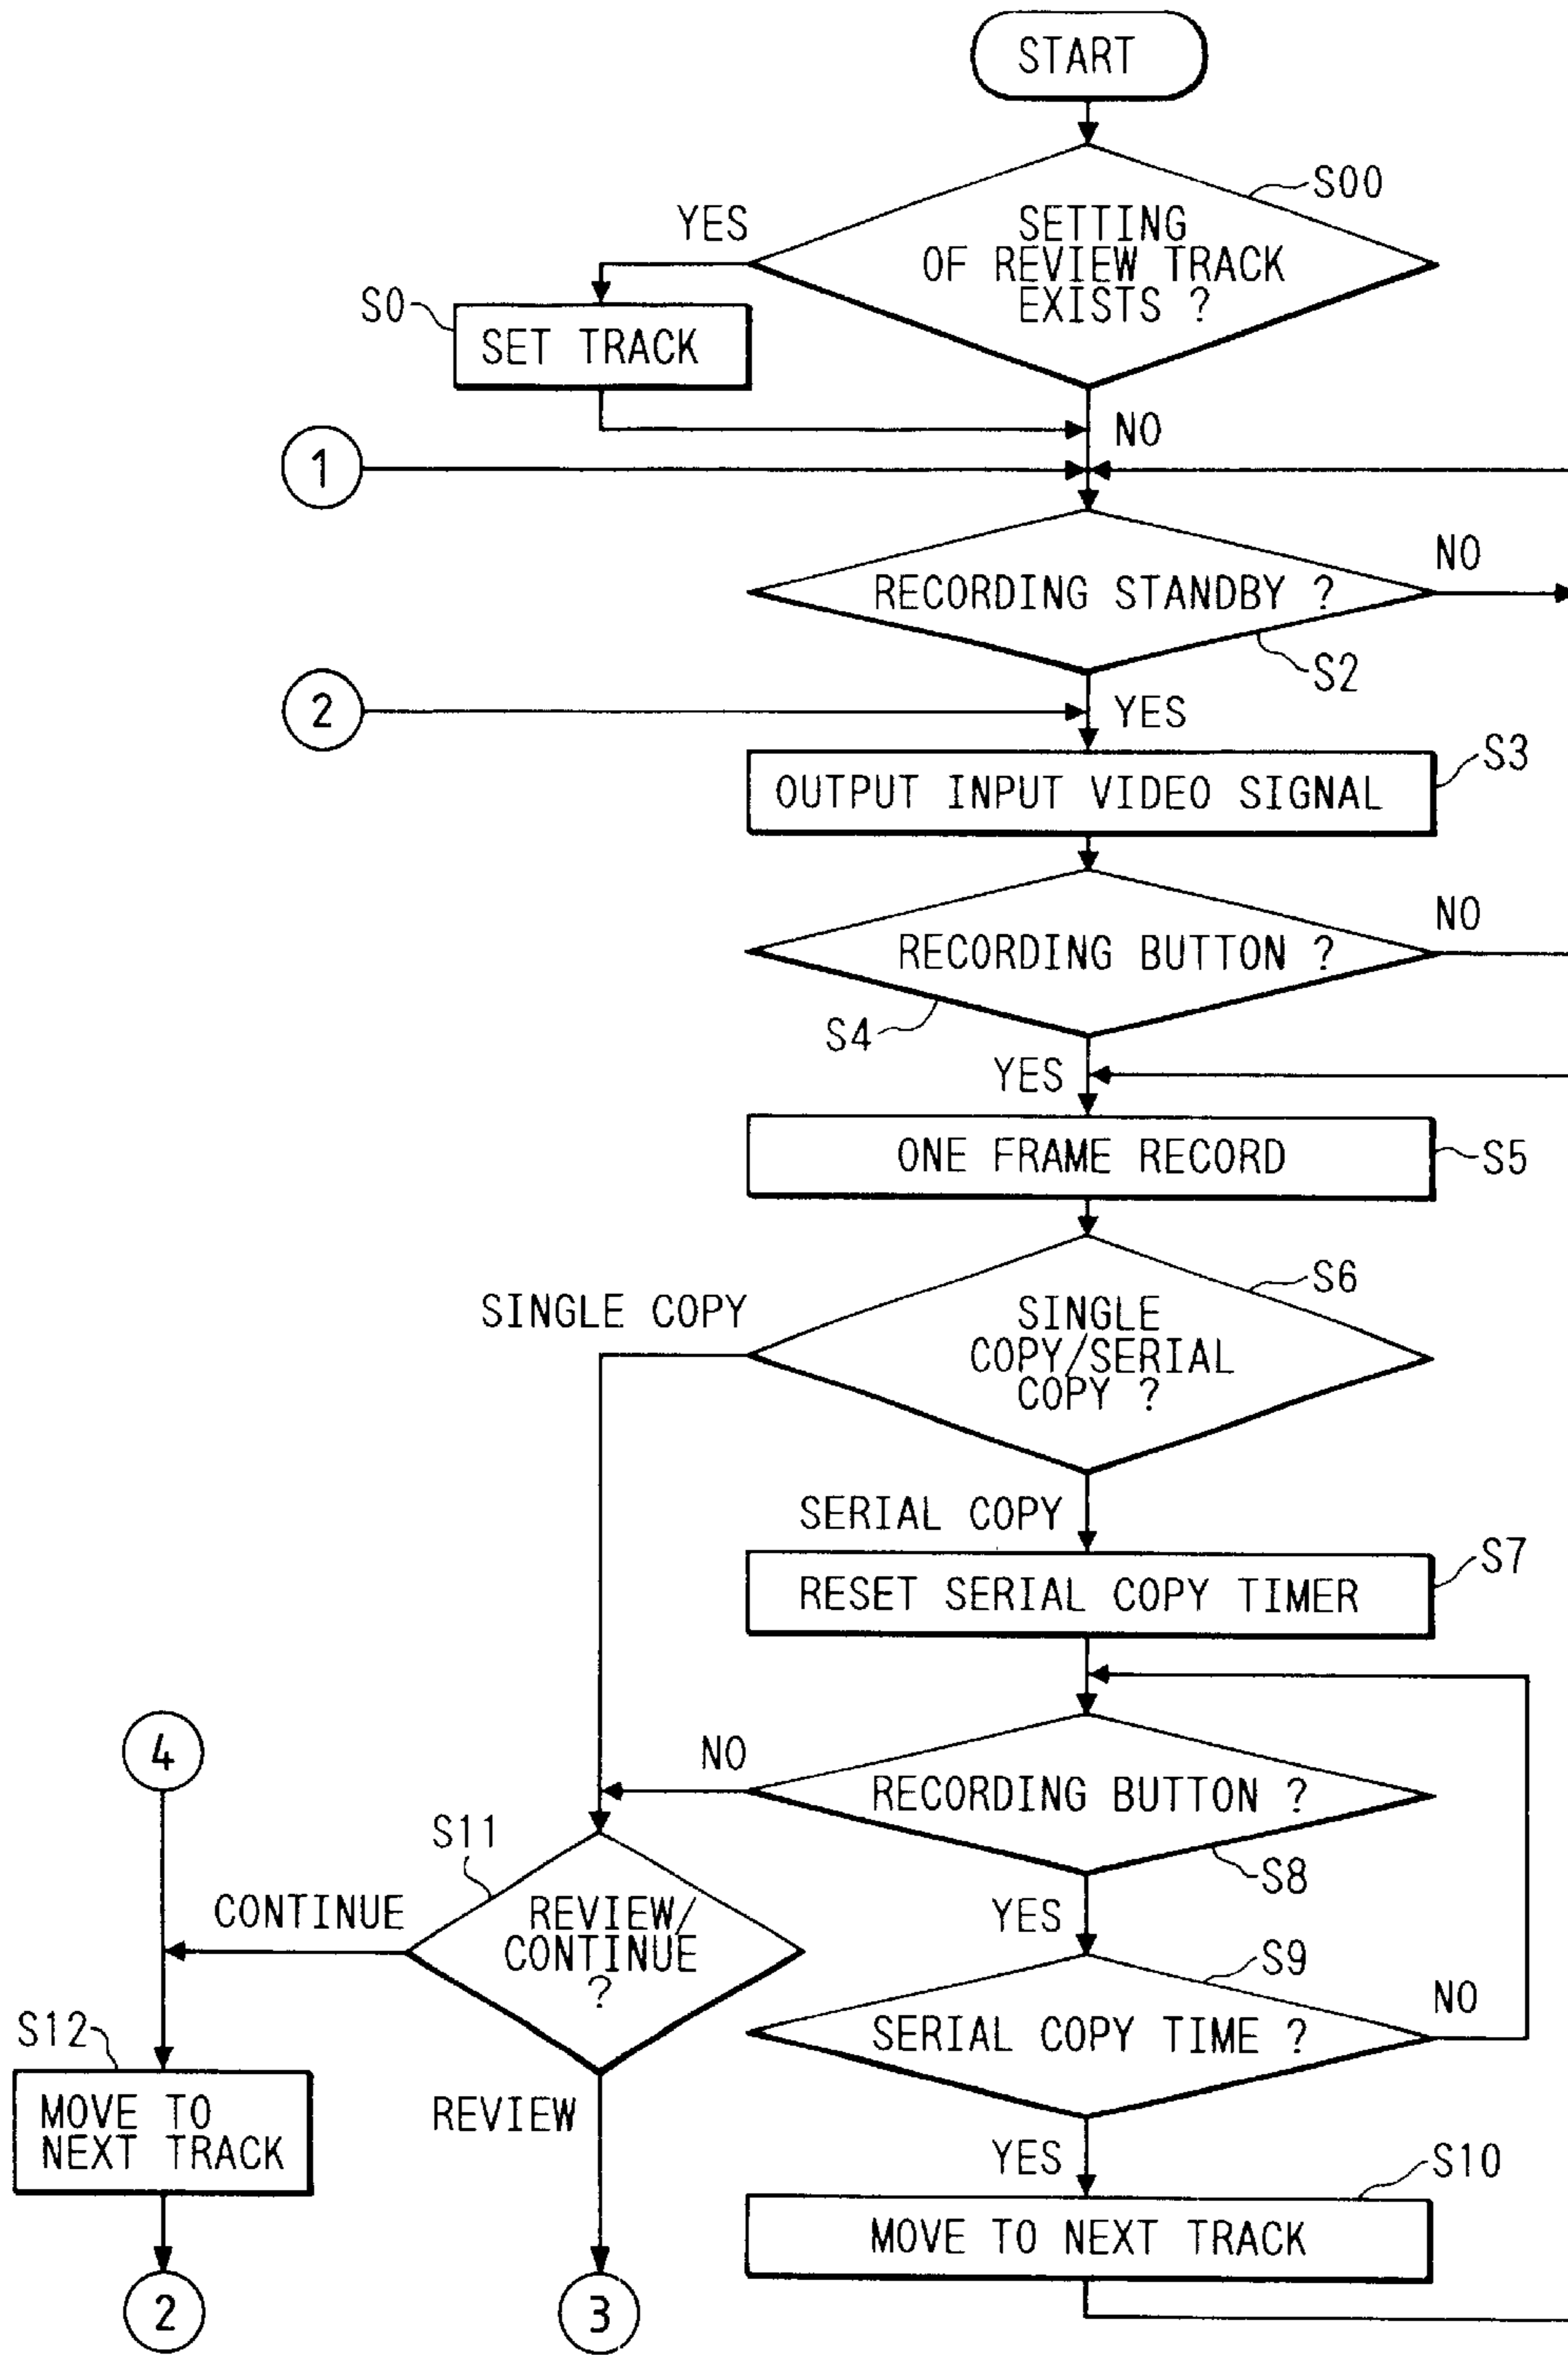 START
S00
YES
SETTING
OF REVIEW TRACK
EXISTS ?
S0
SET TRACK
NO
1
RECORDING STANDBY ?
NO
S2
2
YES
S3
OUTPUT INPUT VIDEO SIGNAL
NO
RECORDING BUTTON ?
S4
YES
ONE FRAME RECORD
S5
S6
SINGLE COPY
SINGLE
COPY/SERIAL
COPY ?
SERIAL COPY
S7
RESET SERIAL COPY TIMER
4
NO
RECORDING BUTTON ?
S11
S8
CONTINUE
REVIEW/
CONTINUE
?
YES
S9
NO
S12
SERIAL COPY TIME ?
MOVE TO
NEXT TRACK
REVIEW
YES
S10
MOVE TO NEXT TRACK
2
3